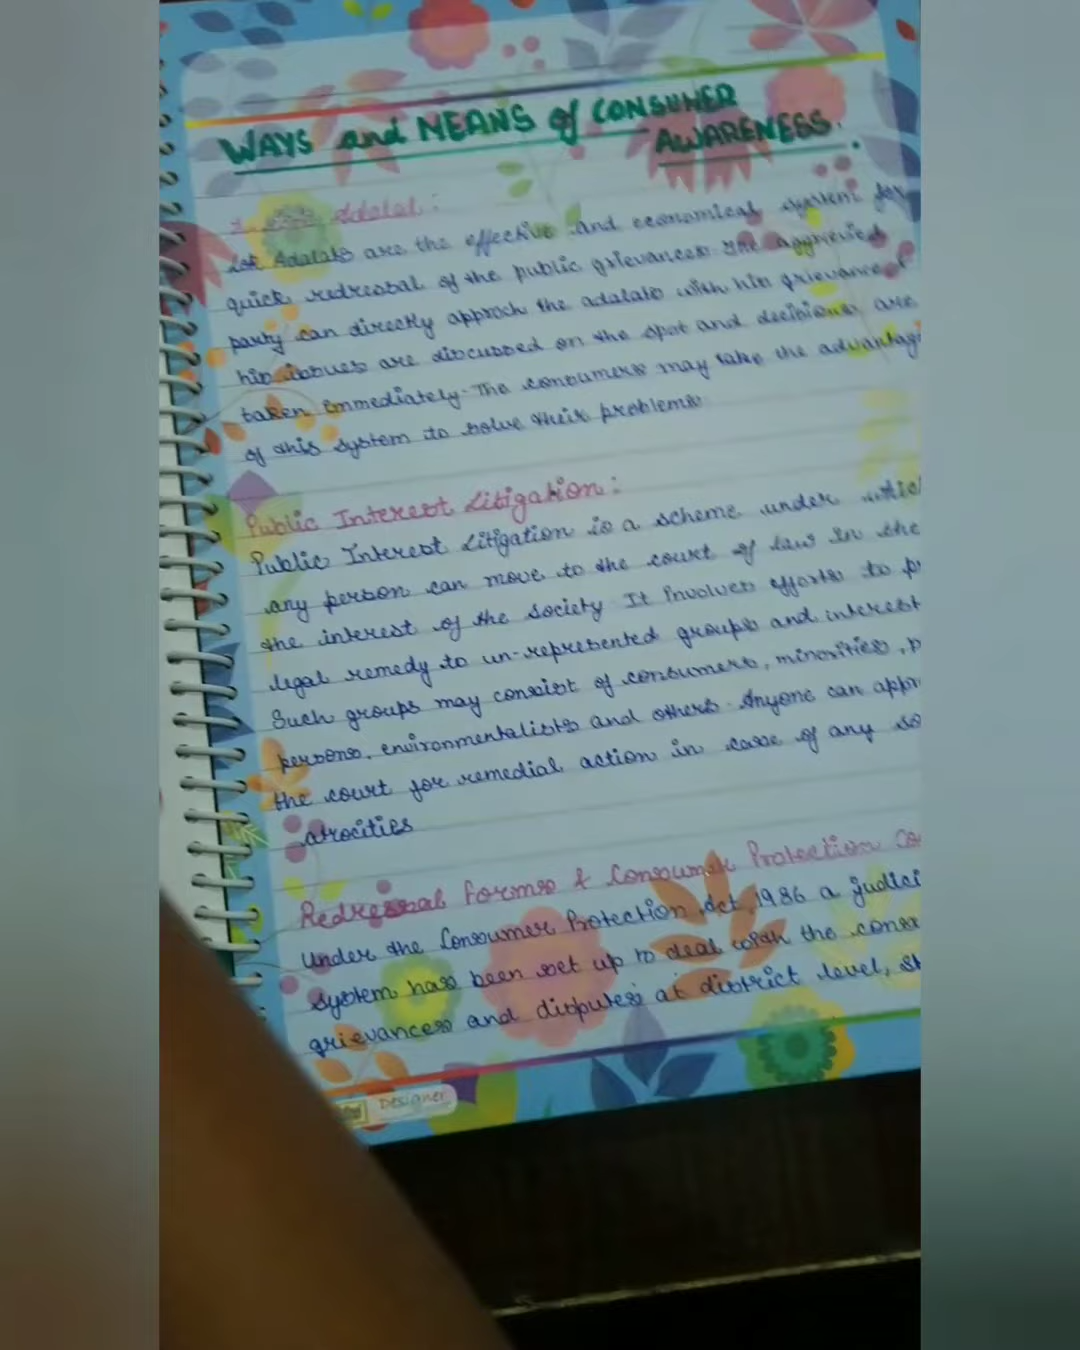 WAYS and MEANS of CONSUMER
AWARENESS.
Adalat:
Lok Adalats are the effective and economical system for
quick redressal of the public grievances. The aggrieved
party can directly approch the adalats with his grievance
his issues are discussed on the spot and decisions are
taken immediately. The consumers may take the advantage
of this system to solve their problems
Public Interest Litigation:
Public Interest Litigation is a scheme under which
any person can move to the court of law in the
the interest of the society It involves efforts to
legal remedy to un-represented groups and interest
Such groups may consist of consumers, minorities,
persons, environmentalists and others. Anyone can
the court for remedial action in case of any
atrocities
Redressal Formss & Consumer Protection
Under the Consumer Protection Act 1986 a
system has been set up to deal with the
grievances and disputes at district level,
Designer